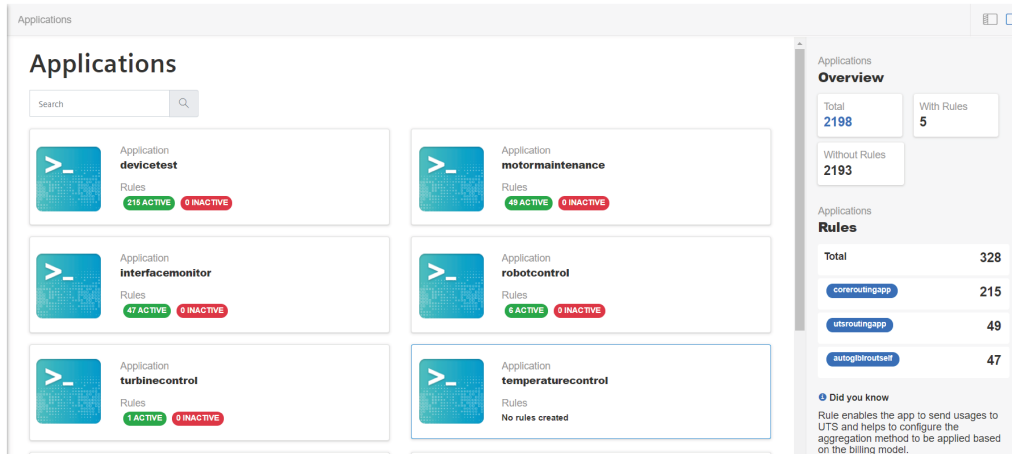 Applications
Applications
Search
Application
devicetest
Rules
215 ACTIVE 0 INACTIVE
Application
motormaintenance
Rules
49 ACTIVE 0 INACTIVE
Application
interfacemonitor
Rules
47 ACTIVE 0 INACTIVE
Application
robotcontrol
Rules
6 ACTIVE 0 INACTIVE
Application
turbinecontrol
Rules
1 ACTIVE 0 INACTIVE
Application
temperaturecontrol
Rules
No rules created
Applications
Overview
Total
2198
With Rules
5
Without Rules
2193
Applications
Rules
Total 328
coreroutingapp 215
utsroutingapp 49
autoglblroutself 47
Did you know
Rule enables the app to send usages to
UTS and helps to configure the
aggregation method to be applied based
on the billing model.